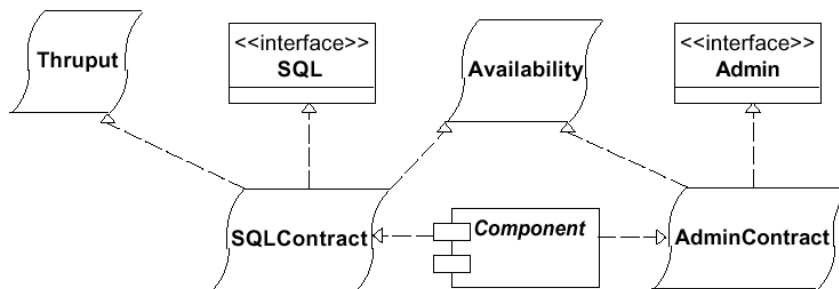 Thruput
<<interface>>
SQL
Availability
<<interface>>
Admin
SQLContract
Component
AdminContract